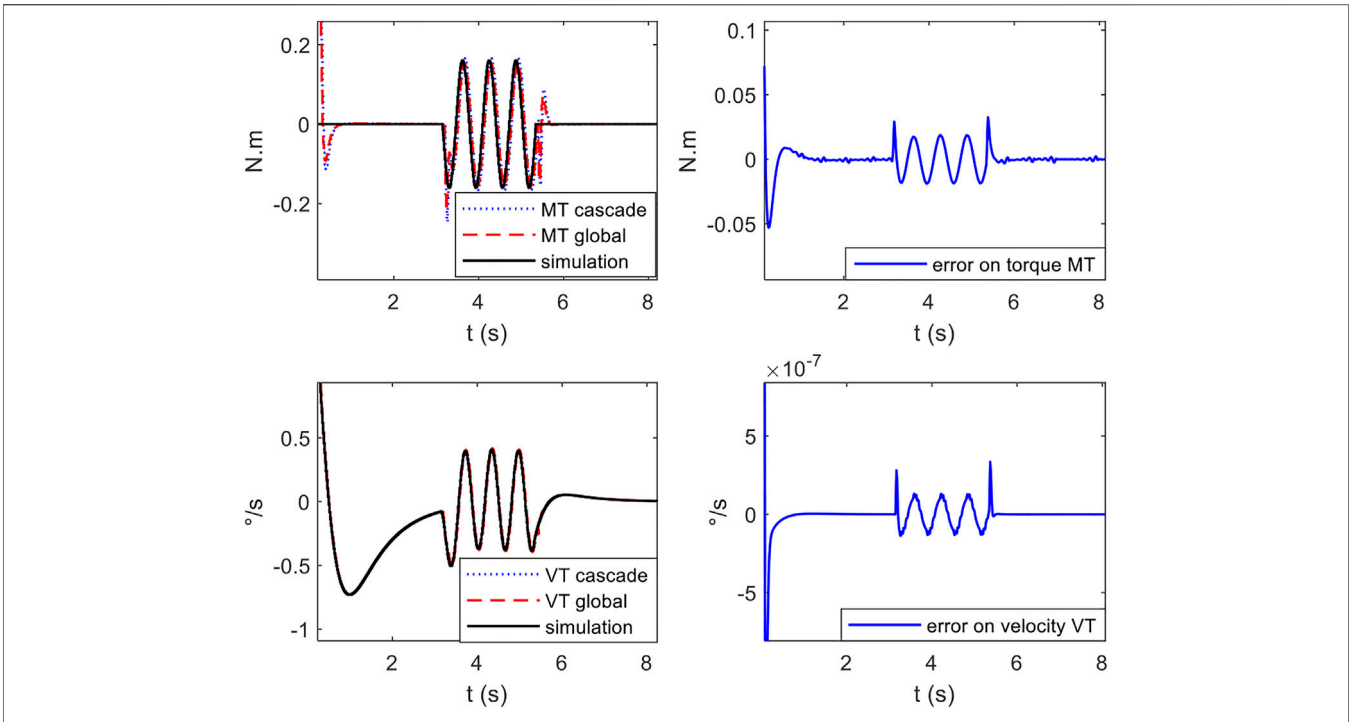 0.2
0
-0.2
N.m
MT cascade
MT global
simulation
2
4
6
8
t (s)
0.1
0.05
0
-0.05
N.m
error on torque MT
2
4
6
8
t (s)
0.5
0
-0.5
-1
°/s
VT cascade
VT global
simulation
2
4
6
8
t (s)
×10⁻⁷
5
0
-5
°/s
error on velocity VT
2
4
6
8
t (s)